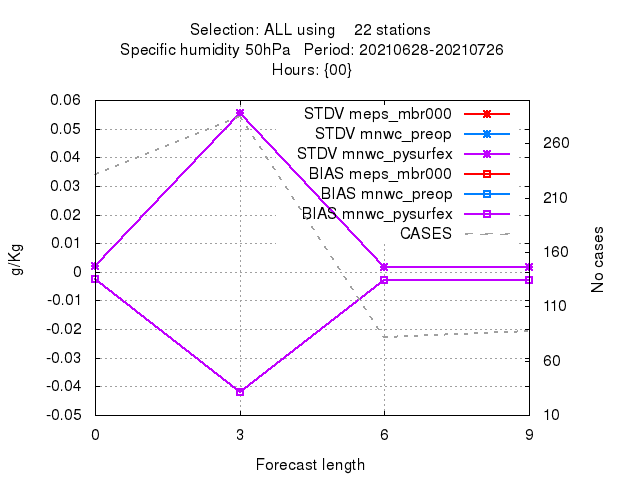 Selection: ALL using 22 stations
Specific humidity 50hPa Period: 20210628-20210726
Hours: {00}
0.06
0.05
0.04
0.03
0.02
0.01
0
-0.01
-0.02
-0.03
-0.04
-0.05
g/Kg
STDV meps_mbr000
STDV mnwc_preop
STDV mnwc_pysurfex
BIAS meps_mbr000
BIAS mnwc_preop
BIAS mnwc_pysurfex
CASES
260
210
160
110
60
10
No cases
0
3
6
9
Forecast length